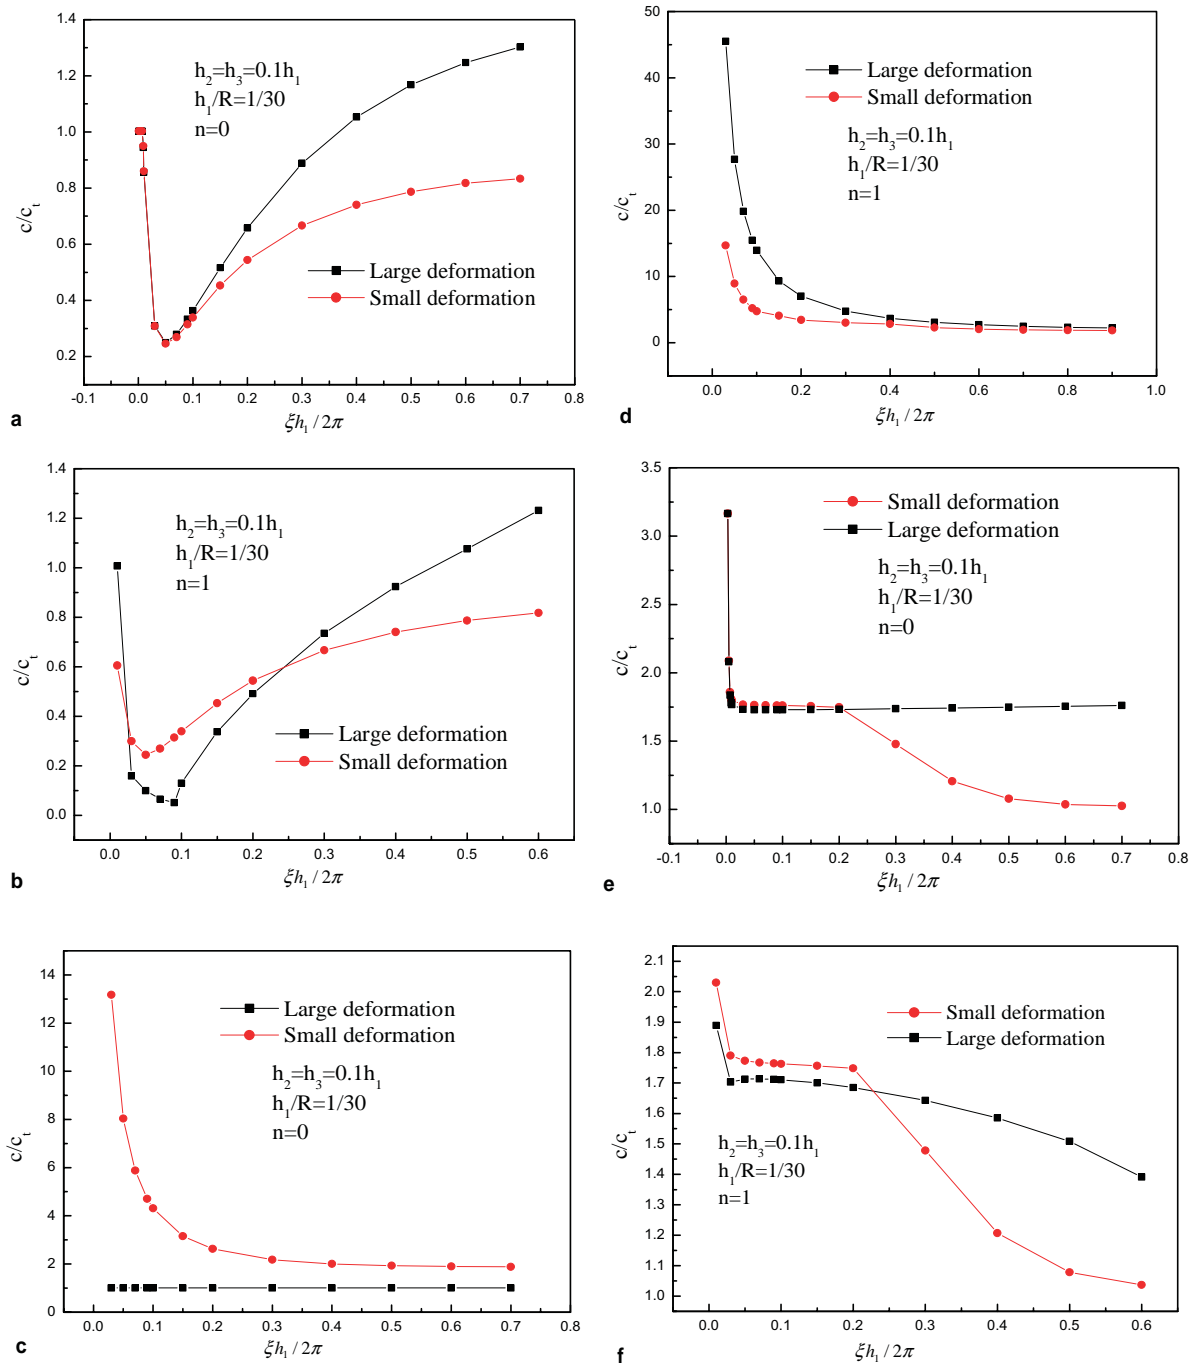 1.4
1.2
1.0
0.8
0.6
0.4
0.2
c/c_t
h_2=h_3=0.1h_1
h_1/R=1/30
n=0
Large deformation
Small deformation
-0.1 0.0 0.1 0.2 0.3 0.4 0.5 0.6 0.7 0.8
ξh_1 / 2π
a
50
40
30
20
10
0
c/c_t
Large deformation
Small deformation
h_2=h_3=0.1h_1
h_1/R=1/30
n=1
0.0 0.2 0.4 0.6 0.8 1.0
ξh_1 / 2π
d
1.4
1.2
1.0
0.8
0.6
0.4
0.2
0.0
c/c_t
h_2=h_3=0.1h_1
h_1/R=1/30
n=1
Large deformation
Small deformation
0.0 0.1 0.2 0.3 0.4 0.5 0.6
ξh_1 / 2π
b
3.5
3.0
2.5
2.0
1.5
1.0
c/c_t
Small deformation
Large deformation
h_2=h_3=0.1h_1
h_1/R=1/30
n=0
-0.1 0.0 0.1 0.2 0.3 0.4 0.5 0.6 0.7 0.8
ξh_1 / 2π
e
14
12
10
8
6
4
2
0
c/c_t
Large deformation
Small deformation
h_2=h_3=0.1h_1
h_1/R=1/30
n=0
0.0 0.1 0.2 0.3 0.4 0.5 0.6 0.7 0.8
ξh_1 / 2π
c
2.1
2.0
1.9
1.8
1.7
1.6
1.5
1.4
1.3
1.2
1.1
1.0
c/c_t
Small deformation
Large deformation
h_2=h_3=0.1h_1
h_1/R=1/30
n=1
0.0 0.1 0.2 0.3 0.4 0.5 0.6
ξh_1 / 2π
f